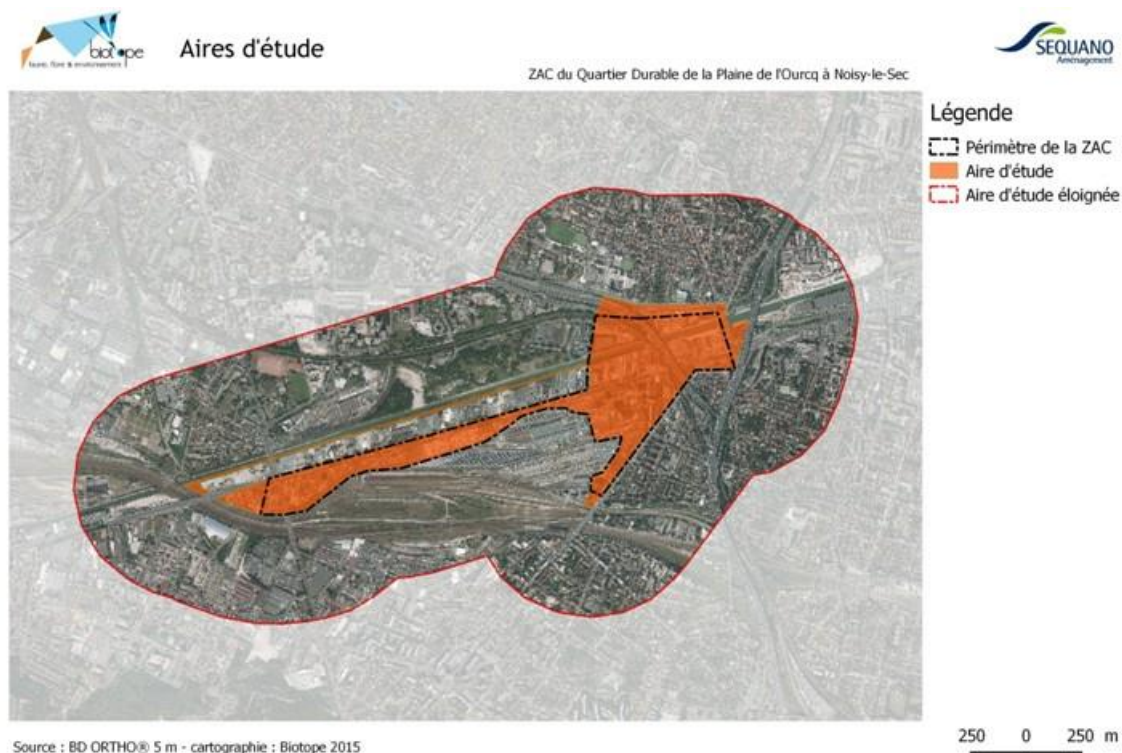 biotope
faune, flore & environnement
Aires d'étude
SEQUANO
Aménagement
ZAC du Quartier Durable de la Plaine de l'Ourcq à Noisy-le-Sec
Légende
Périmètre de la ZAC
Aire d'étude
Aire d'étude éloignée
Source : BD ORTHO® 5 m - cartographie : Biotope 2015
250 0 250 m